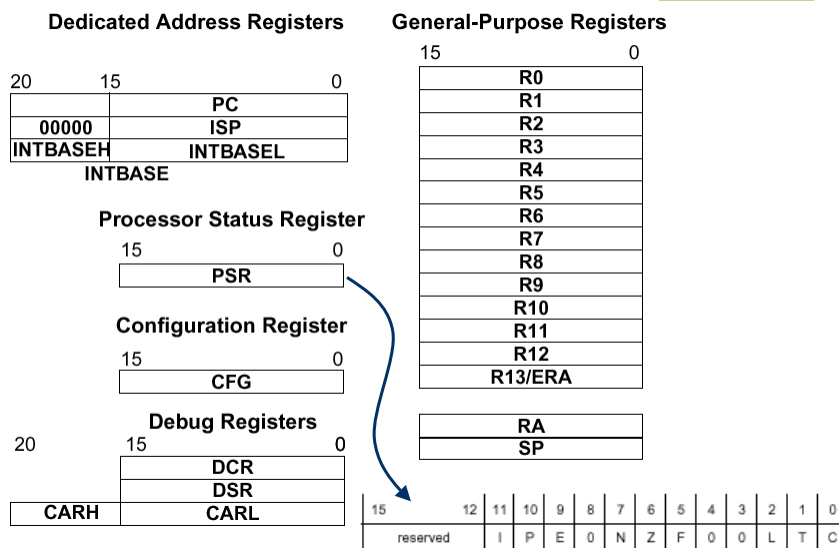 Dedicated Address Registers
20 15 0
PC
00000 ISP
INTBASEH INTBASEL
INTBASE
Processor Status Register
15 0
PSR
Configuration Register
15 0
CFG
Debug Registers
20 15 0
DCR
DSR
CARH CARL
General-Purpose Registers
15 0
R0
R1
R2
R3
R4
R5
R6
R7
R8
R9
R10
R11
R12
R13/ERA
RA
SP
15 12 11 10 9 8 7 6 5 4 3 2 1 0
reserved I P E 0 N Z F 0 0 L T C